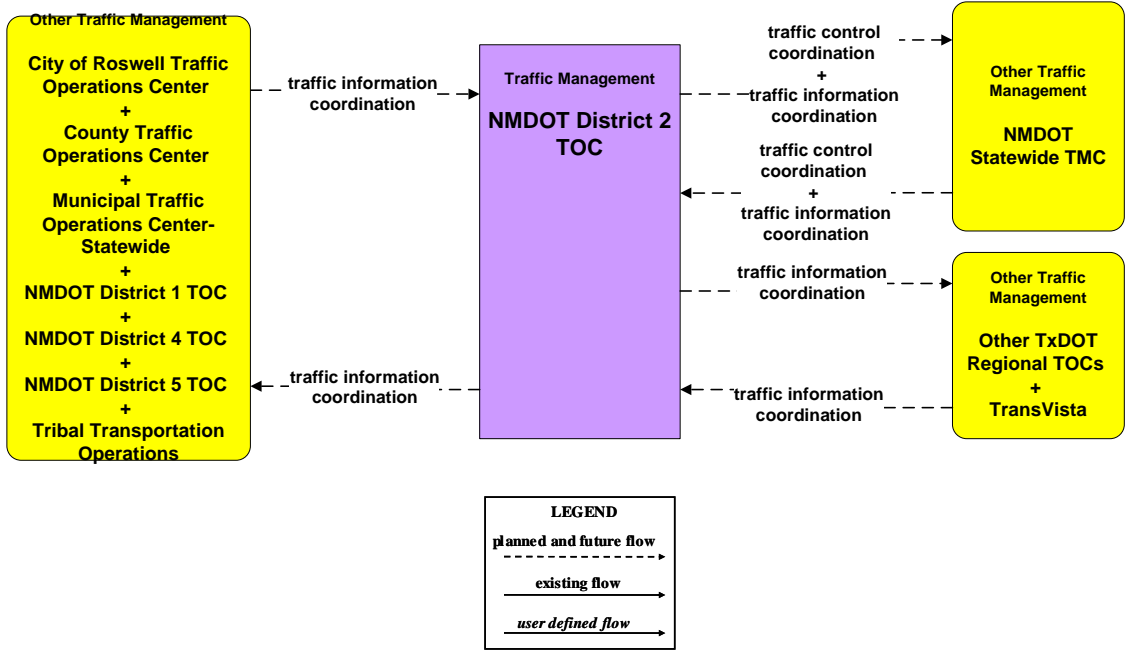 Other Traffic Management
City of Roswell Traffic
Operations Center
+
County Traffic
Operations Center
+
Municipal Traffic
Operations Center-
Statewide
+
NMDOT District 1 TOC
+
NMDOT District 4 TOC
+
NMDOT District 5 TOC
+
Tribal Transportation
Operations
traffic information
coordination
traffic information
coordination
Traffic Management
NMDOT District 2
TOC
traffic control
coordination
+
traffic information
coordination
traffic control
coordination
+
traffic information
coordination
traffic information
coordination
traffic information
coordination
Other Traffic
Management
NMDOT
Statewide TMC
Other Traffic
Management
Other TxDOT
Regional TOCs
+
TransVista
LEGEND
planned and future flow
existing flow
user defined flow